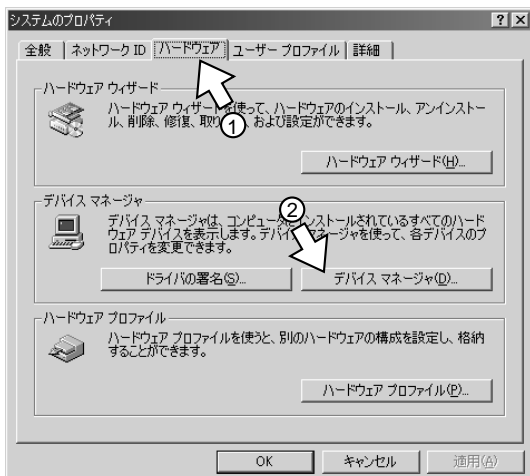 システムのプロパティ
? ×
全般 ネットワーク ID ハードウェア ユーザー プロファイル 詳細
ハードウェア ウィザード
ハードウェア ウィザードを使って、ハードウェアのインストール、アンインストー
ル、削除、修復、取り および設定ができます。
①
ハードウェア ウィザード(H)...
デバイス マネージャ
②
デバイス マネージャは、コンピュータ インストールされているすべてのハード
ウェア デバイスを表示します。デバイス マネージャを使って、各デバイスのプ
ロパティを変更できます。
ドライバの署名(S)... デバイス マネージャ(D)...
ハードウェア プロファイル
ハードウェア プロファイルを使うと、別のハードウェアの構成を設定し、格納
することができます。
ハードウェア プロファイル(P)...
OK キャンセル 適用(A)